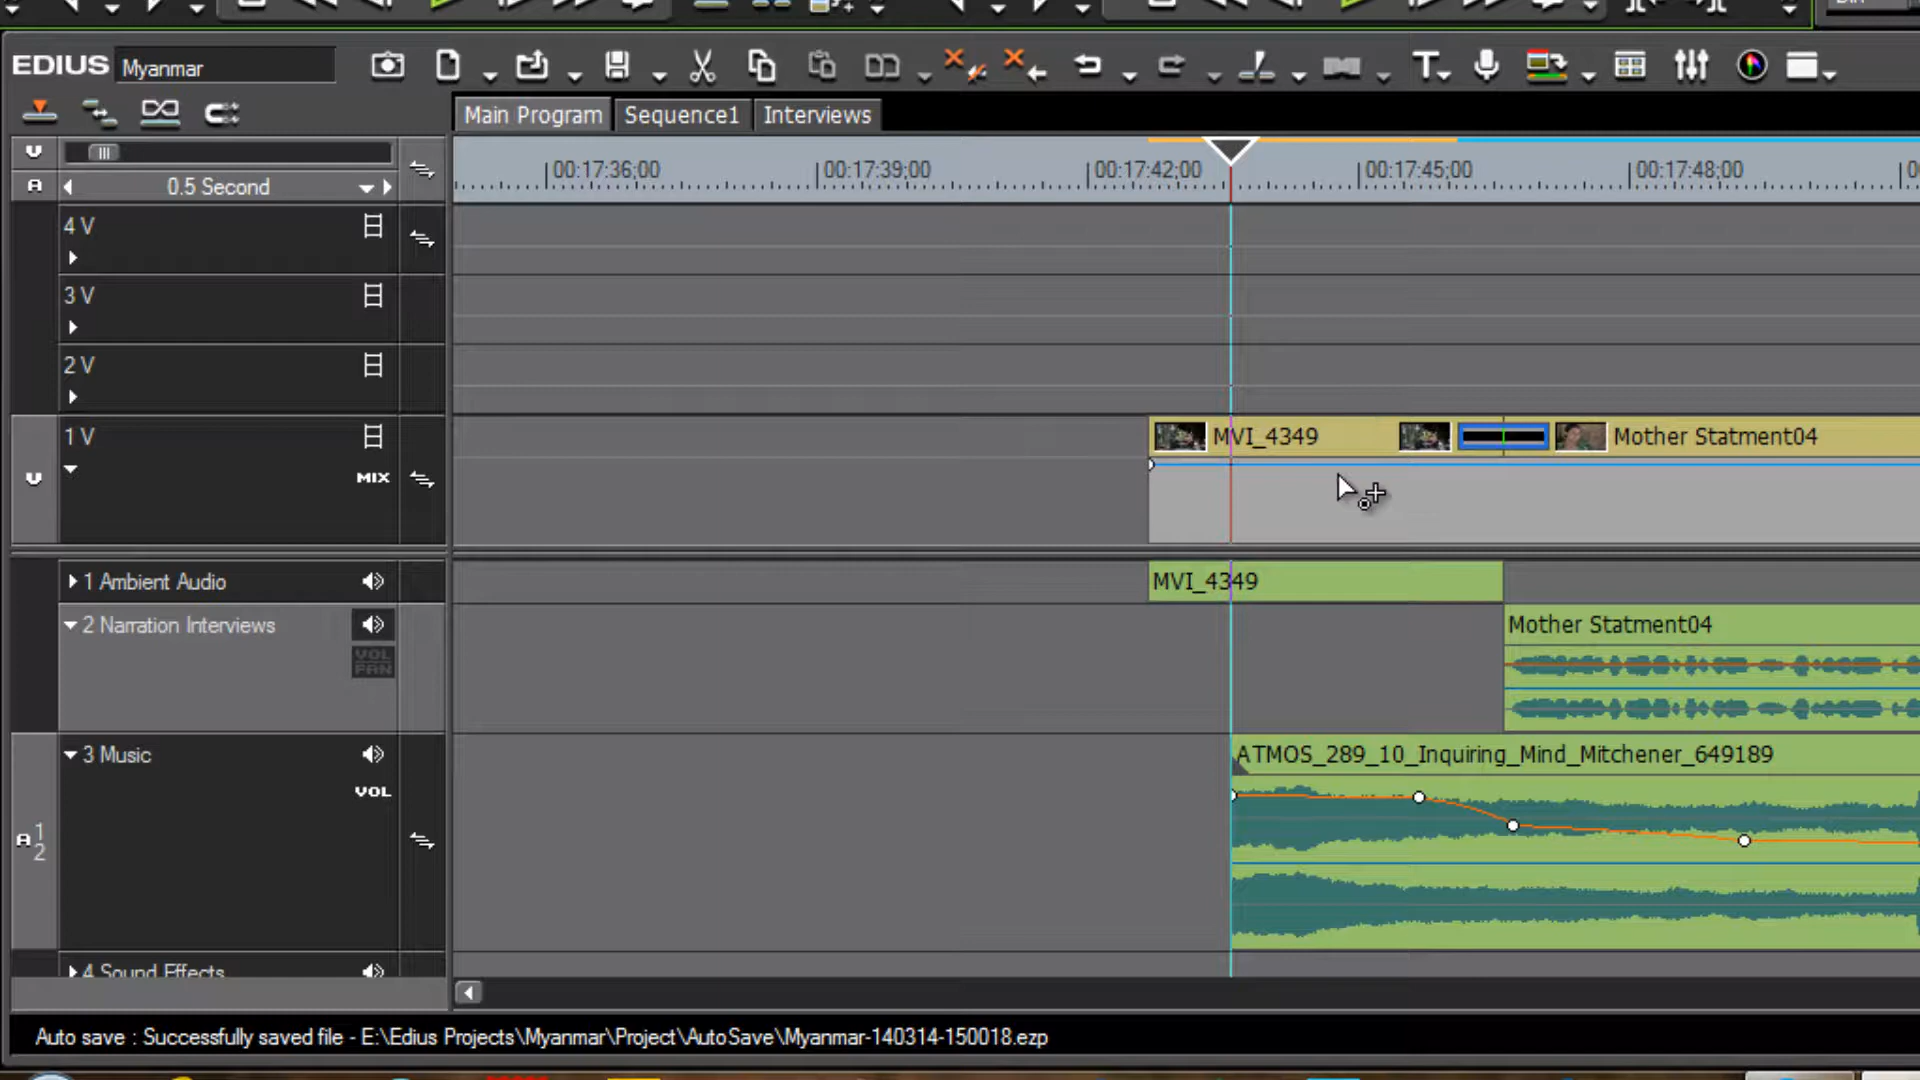 EDIUS Myanmar
Main Program Sequence1 Interviews
0.5 Second
00:17:36;00 00:17:39;00 00:17:42;00 00:17:45;00 00:17:48;00
4 V
3 V
2 V
1 V
MIX
MVI_4349 Mother Statment04
1 Ambient Audio
MVI_4349
2 Narration Interviews
VOL
PAN
Mother Statment04
3 Music
VOL
ATMOS_289_10_Inquiring_Mind_Mitchener_649189
A 1
2
4 Sound Effects
Auto save : Successfully saved file - E:\Edius Projects\Myanmar\Project\AutoSave\Myanmar-140314-150018.ezp